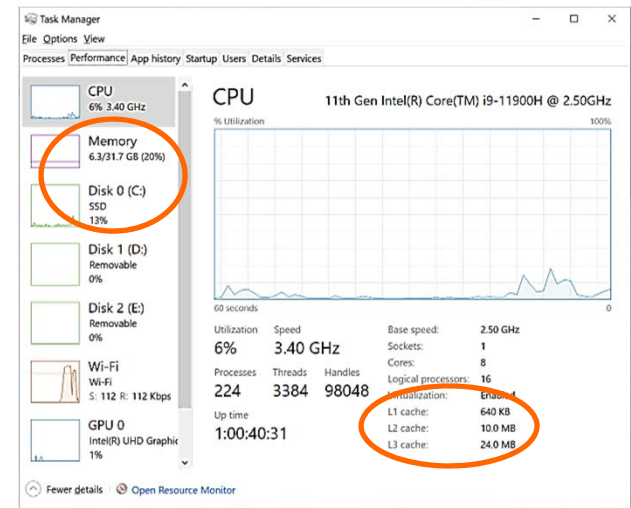 Task Manager
File Options View
Processes Performance App history Startup Users Details Services
CPU
6% 3.40 GHz
Memory
6.3/31.7 GB (20%)
Disk 0 (C:)
SSD
13%
Disk 1 (D:)
Removable
0%
Disk 2 (E:)
Removable
0%
Wi-Fi
Wi-Fi
S: 112 R: 112 Kbps
GPU 0
Intel(R) UHD Graphic
1%
CPU 11th Gen Intel(R) Core(TM) i9-11900H @ 2.50GHz
% Utilization 100%
60 seconds 0
Utilization Speed
6% 3.40 GHz
Processes Threads Handles
224 3384 98048
Up time
1:00:40:31
Base speed: 2.50 GHz
Sockets: 1
Cores: 8
Logical processors: 16
Virtualization: Enabled
L1 cache: 640 KB
L2 cache: 10.0 MB
L3 cache: 24.0 MB
Fewer details Open Resource Monitor